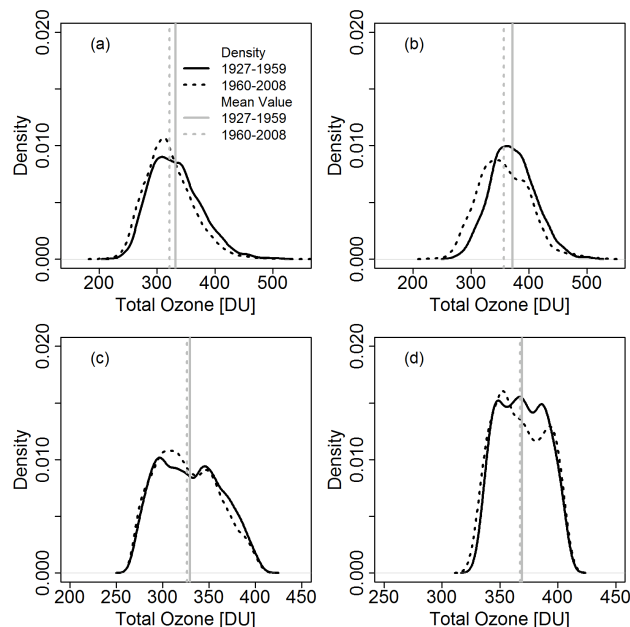 (a)
Density
1927-1959
1960-2008
Mean Value
1927-1959
1960-2008
0.020
0.010
0.000
Density
200 300 400 500
Total Ozone [DU]
(b)
0.020
0.010
0.000
Density
200 300 400 500
Total Ozone [DU]
(c)
0.020
0.010
0.000
Density
200 250 300 350 400 450
Total Ozone [DU]
(d)
0.020
0.010
0.000
Density
250 300 350 400 450
Total Ozone [DU]